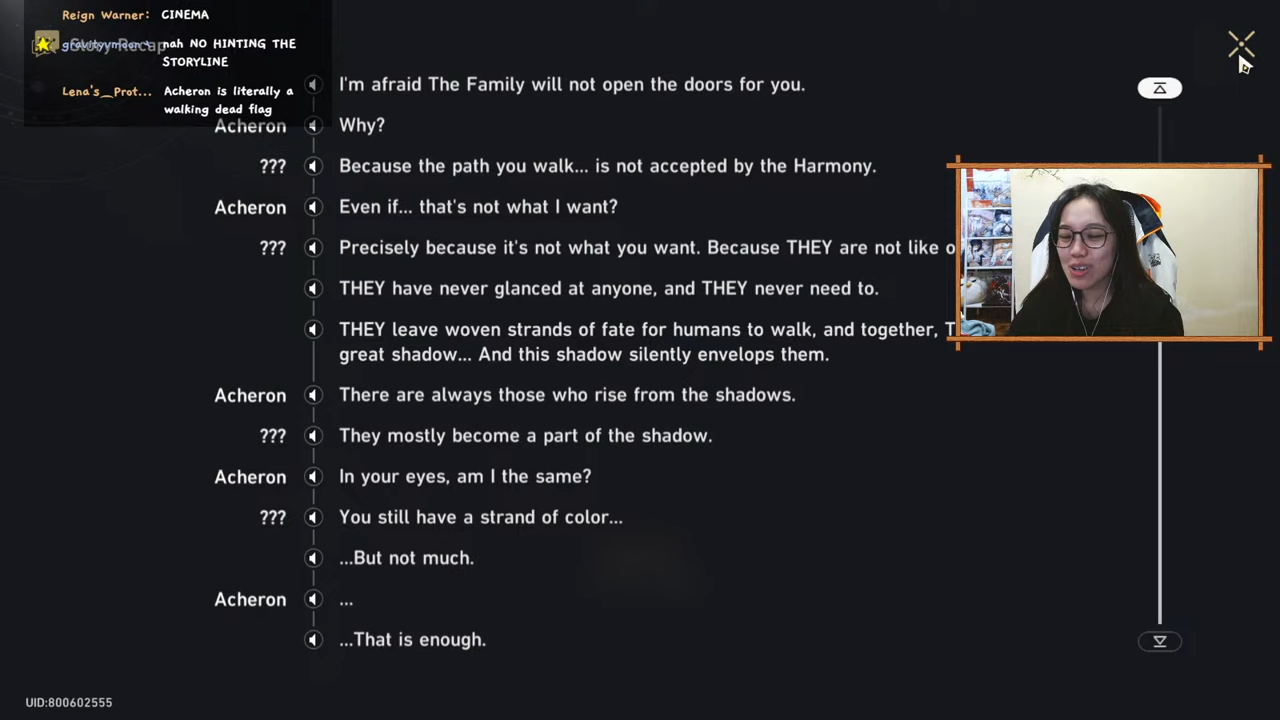 Reign Warner: CINEMA
Story Recap
gravityvmoon nah NO HINTING THE
STORYLINE
Lena's_Prot... Acheron is literally a
walking dead flag
I'm afraid The Family will not open the doors for you.
Acheron Why?
??? Because the path you walk... is not accepted by the Harmony.
Acheron Even if... that's not what I want?
??? Precisely because it's not what you want. Because THEY are not like o
THEY have never glanced at anyone, and THEY never need to.
THEY leave woven strands of fate for humans to walk, and together, T
great shadow... And this shadow silently envelops them.
Acheron There are always those who rise from the shadows.
??? They mostly become a part of the shadow.
Acheron In your eyes, am I the same?
??? You still have a strand of color...
...But not much.
Acheron ...
...That is enough.
UID:800602555